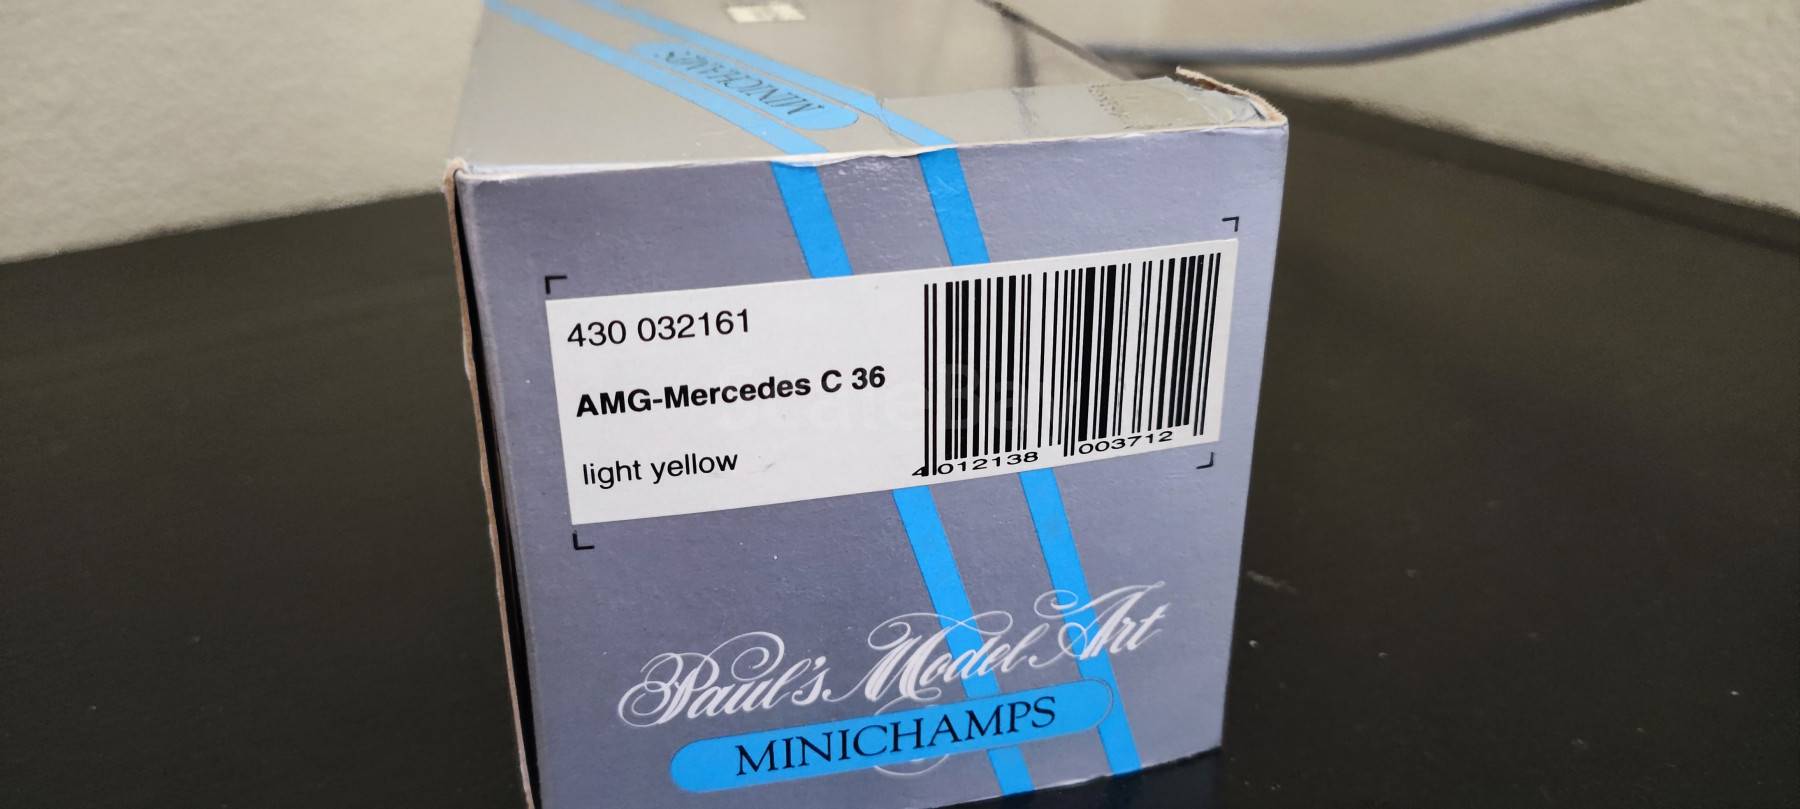 MINICHAMPS
430 032161
AMG-Mercedes C 36
light yellow
4 012138 003712
Paul's Model Art
MINICHAMPS